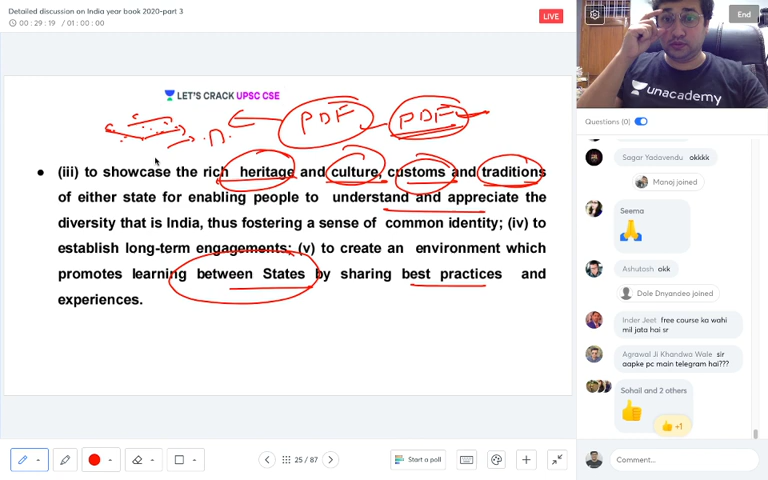 Detailed discussion on India year book 2020-part 3
00 : 29 : 19 / 01 : 00 : 00
LIVE
End
LET'S CRACK UPSC CSE
PDF
PDF
• (iii) to showcase the rich heritage and culture, customs and traditions
of either state for enabling people to understand and appreciate the
diversity that is India, thus fostering a sense of common identity; (iv) to
establish long-term engagements; (v) to create an environment which
promotes learning between States by sharing best practices and
experiences.
25 / 87
Start a poll
unacademy
Questions (0)
Sagar Yadavendu okkkk
Manoj joined
Seema
Ashutosh okk
Dole Dnyandeo joined
Inder Jeet free course ka wahi
mil jata hai sr
Agrawal Ji Khandwa Wale sir
aapke pc main telegram hai???
Sohail and 2 others
+1
Comment...